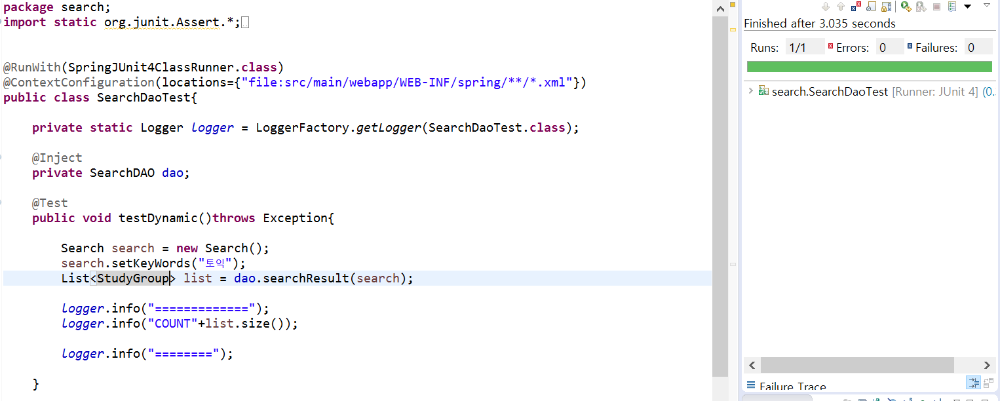 package search;
import static org.junit.Assert.*;
@RunWith(SpringJUnit4ClassRunner.class)
@ContextConfiguration(locations={"file:src/main/webapp/WEB-INF/spring/**/*.xml"})
public class SearchDaoTest{
private static Logger logger = LoggerFactory.getLogger(SearchDaoTest.class);
@Inject
private SearchDAO dao;
@Test
public void testDynamic()throws Exception{
Search search = new Search();
search.setKeyWords("토익");
List<StudyGroup> list = dao.searchResult(search);
logger.info("=============");
logger.info("COUNT"+list.size());
logger.info("========");
}
Finished after 3.035 seconds
Runs: 1/1 Errors: 0 Failures: 0
search.SearchDaoTest [Runner: JUnit 4] (0.
Failure Trace